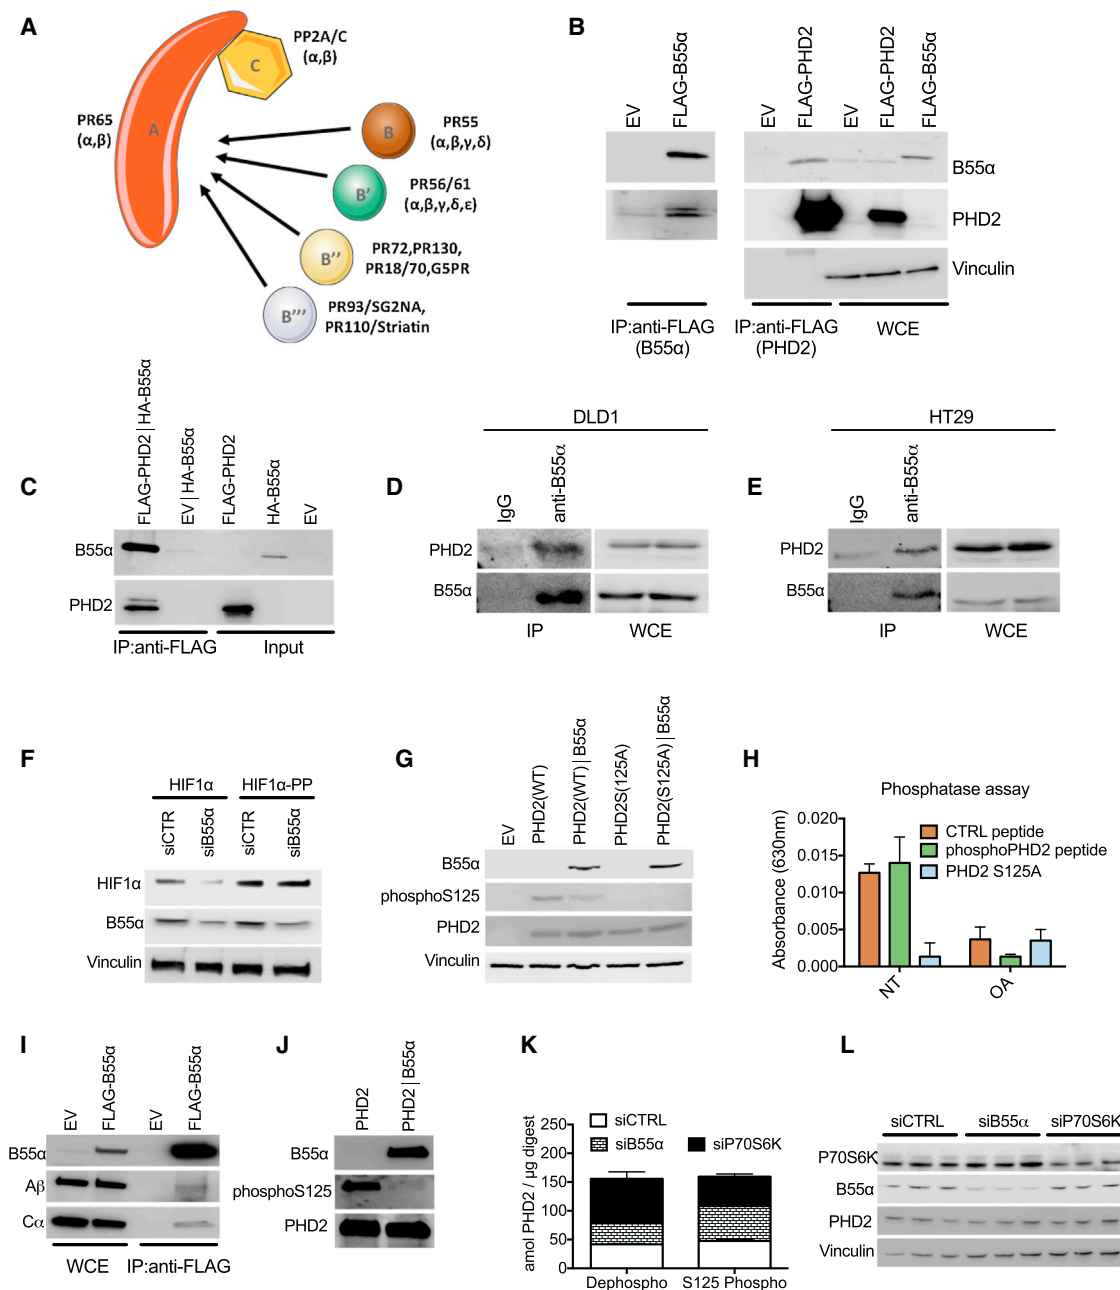 A
PP2A/C
(α,β)
C
PR65
(α,β)
A
B
PR55
(α,β,γ,δ)
B'
PR56/61
(α,β,γ,δ,ε)
B''
PR72,PR130,
PR18/70,G5PR
B'''
PR93/SG2NA,
PR110/Striatin
B
EV
FLAG-B55α
EV
FLAG-PHD2
EV
FLAG-PHD2
FLAG-B55α
B55α
PHD2
Vinculin
IP:anti-FLAG
(B55α)
IP:anti-FLAG
(PHD2)
WCE
C
FLAG-PHD2 | HA-B55α
EV | HA-B55α
FLAG-PHD2
HA-B55α
EV
B55α
PHD2
IP:anti-FLAG
Input
D
DLD1
IgG
anti-B55α
PHD2
B55α
IP
WCE
E
HT29
IgG
anti-B55α
PHD2
B55α
IP
WCE
F
HIF1α
HIF1α-PP
siCTR
siB55α
siCTR
siB55α
HIF1α
B55α
Vinculin
G
EV
PHD2(WT)
PHD2(WT) | B55α
PHD2S(125A)
PHD2(S125A) | B55α
B55α
phosphoS125
PHD2
Vinculin
H
Phosphatase assay
Absorbance (630nm)
0.020
0.015
0.010
0.005
0.000
CTRL peptide
phosphoPHD2 peptide
PHD2 S125A
NT
OA
I
EV
FLAG-B55α
EV
FLAG-B55α
B55α
Aβ
Cα
WCE
IP:anti-FLAG
J
PHD2
PHD2 | B55α
B55α
phosphoS125
PHD2
K
siCTRL
siB55α
siP70S6K
amol PHD2 / µg digest
250
200
150
100
50
0
Dephospho
S125 Phospho
L
siCTRL
siB55α
siP70S6K
P70S6K
B55α
PHD2
Vinculin